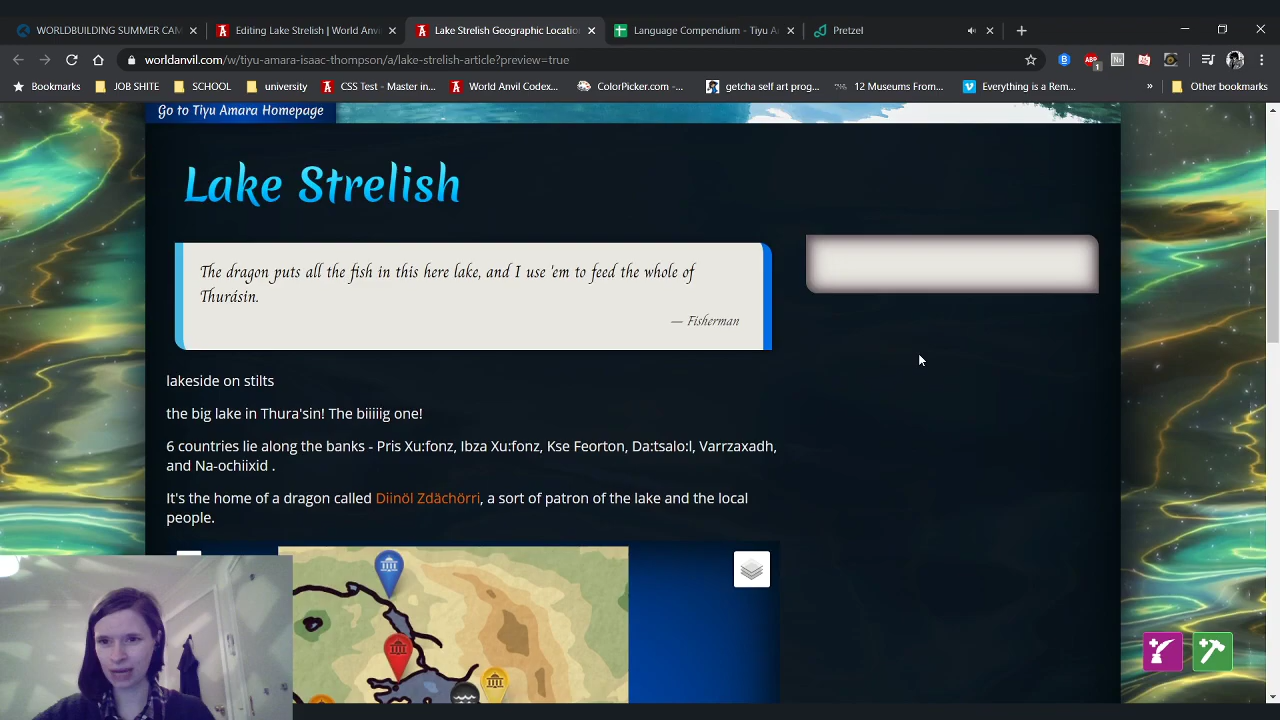 WORLDBUILDING SUMMER CAM
Editing Lake Strelish | World Anvil
Lake Strelish Geographic Locatio
Language Compendium - Tiyu A
Pretzel
worldanvil.com/w/tiyu-amara-isaac-thompson/a/lake-strelish-article?preview=true
Bookmarks
JOB SHITE
SCHOOL
university
CSS Test - Master in...
World Anvil Codex...
ColorPicker.com -...
getcha self art prog...
12 Museums From...
Everything is a Rem...
»
Other bookmarks
Go to Tiyu Amara Homepage
Lake Strelish
The dragon puts all the fish in this here lake, and I use 'em to feed the whole of
Thurásin.
— Fisherman
lakeside on stilts
the big lake in Thura'sin! The biiiiig one!
6 countries lie along the banks - Pris Xu:fonz, Ibza Xu:fonz, Kse Feorton, Da:tsalo:l, Varrzaxadh,
and Na-ochiixid .
It's the home of a dragon called Diinöl Zdächörri, a sort of patron of the lake and the local
people.